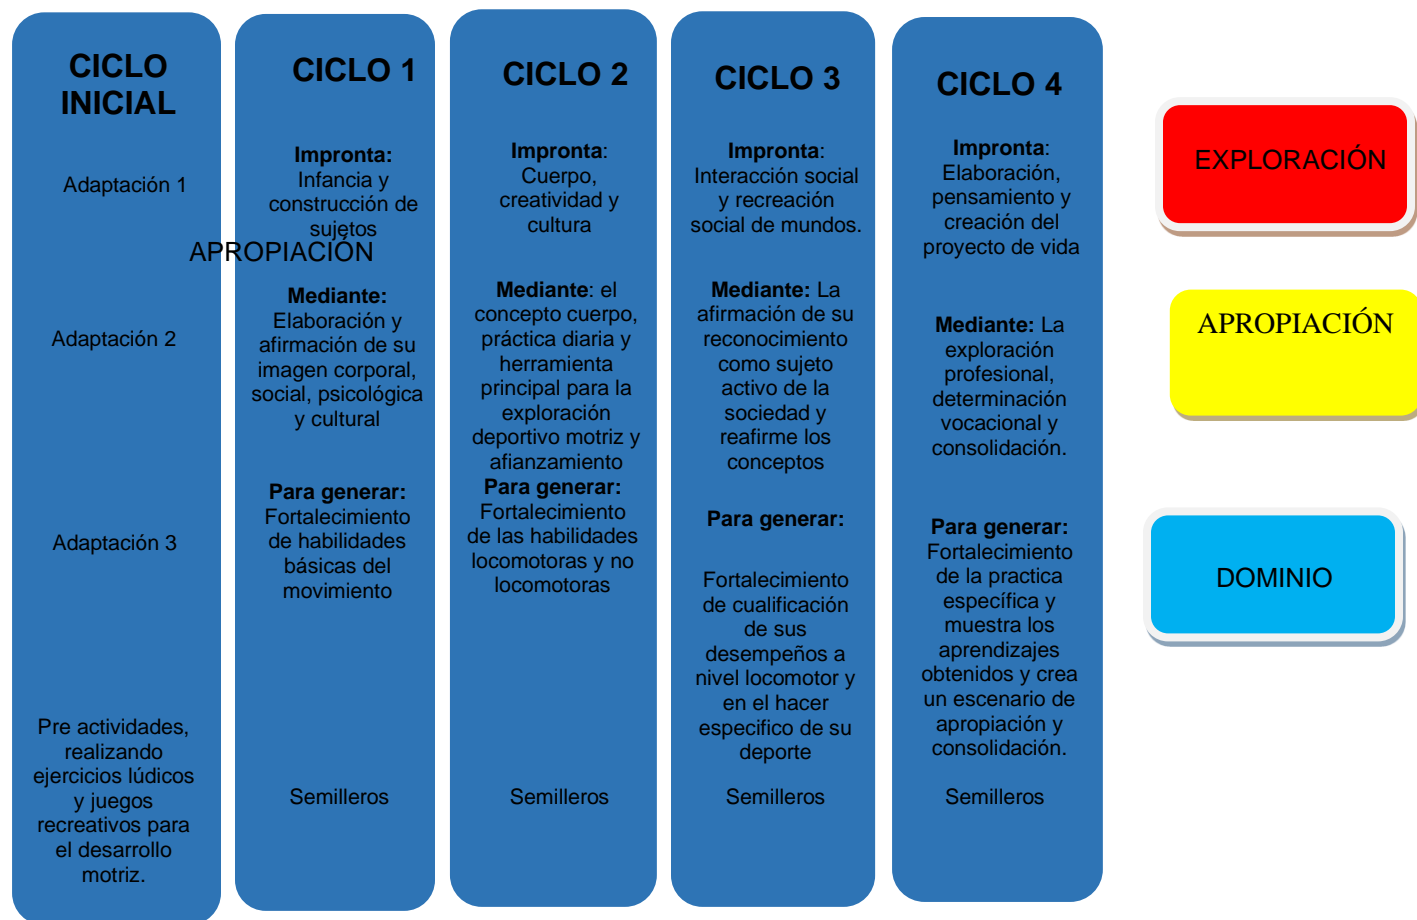 CICLO
INICIAL
Adaptación 1
Adaptación 2
Adaptación 3
Pre actividades,
realizando
ejercicios lúdicos
y juegos
recreativos para
el desarrollo
motriz.
CICLO 1
Impronta:
Infancia y
construcción de
sujetos
APROPIACIÓN
Mediante:
Elaboración y
afirmación de su
imagen corporal,
social, psicológica
y cultural
Para generar:
Fortalecimiento
de habilidades
básicas del
movimiento
Semilleros
CICLO 2
Impronta:
Cuerpo,
creatividad y
cultura
Mediante: el
concepto cuerpo,
práctica diaria y
herramienta
principal para la
exploración
deportivo motriz y
afianzamiento
Para generar:
Fortalecimiento
de las habilidades
locomotoras y no
locomotoras
Semilleros
CICLO 3
Impronta:
Interacción social
y recreación
social de mundos.
Mediante: La
afirmación de su
reconocimiento
como sujeto
activo de la
sociedad y
reafirme los
conceptos
Para generar:
Fortalecimiento
de cualificación
de sus
desempeños a
nivel locomotor y
en el hacer
especifico de su
deporte
Semilleros
CICLO 4
Impronta:
Elaboración,
pensamiento y
creación del
proyecto de vida
Mediante: La
exploración
profesional,
determinación
vocacional y
consolidación.
Para generar:
Fortalecimiento
de la practica
específica y
muestra los
aprendizajes
obtenidos y crea
un escenario de
apropiación y
consolidación.
Semilleros
EXPLORACIÓN
APROPIACIÓN
DOMINIO